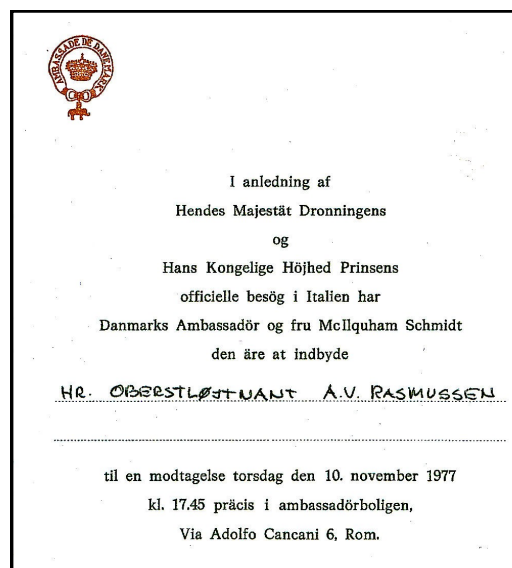 AMBASSADE DE DANEMARK
I anledning af
Hendes Majestät Dronningens
og
Hans Kongelige Höjhed Prinsens
officielle besög i Italien har
Danmarks Ambassadör og fru McIlquham Schmidt
den äre at indbyde
HR. OBERSTLØJTNANT A.V. RASMUSSEN
til en modtagelse torsdag den 10. november 1977
kl. 17.45 präcis i ambassadörboligen,
Via Adolfo Cancani 6, Rom.